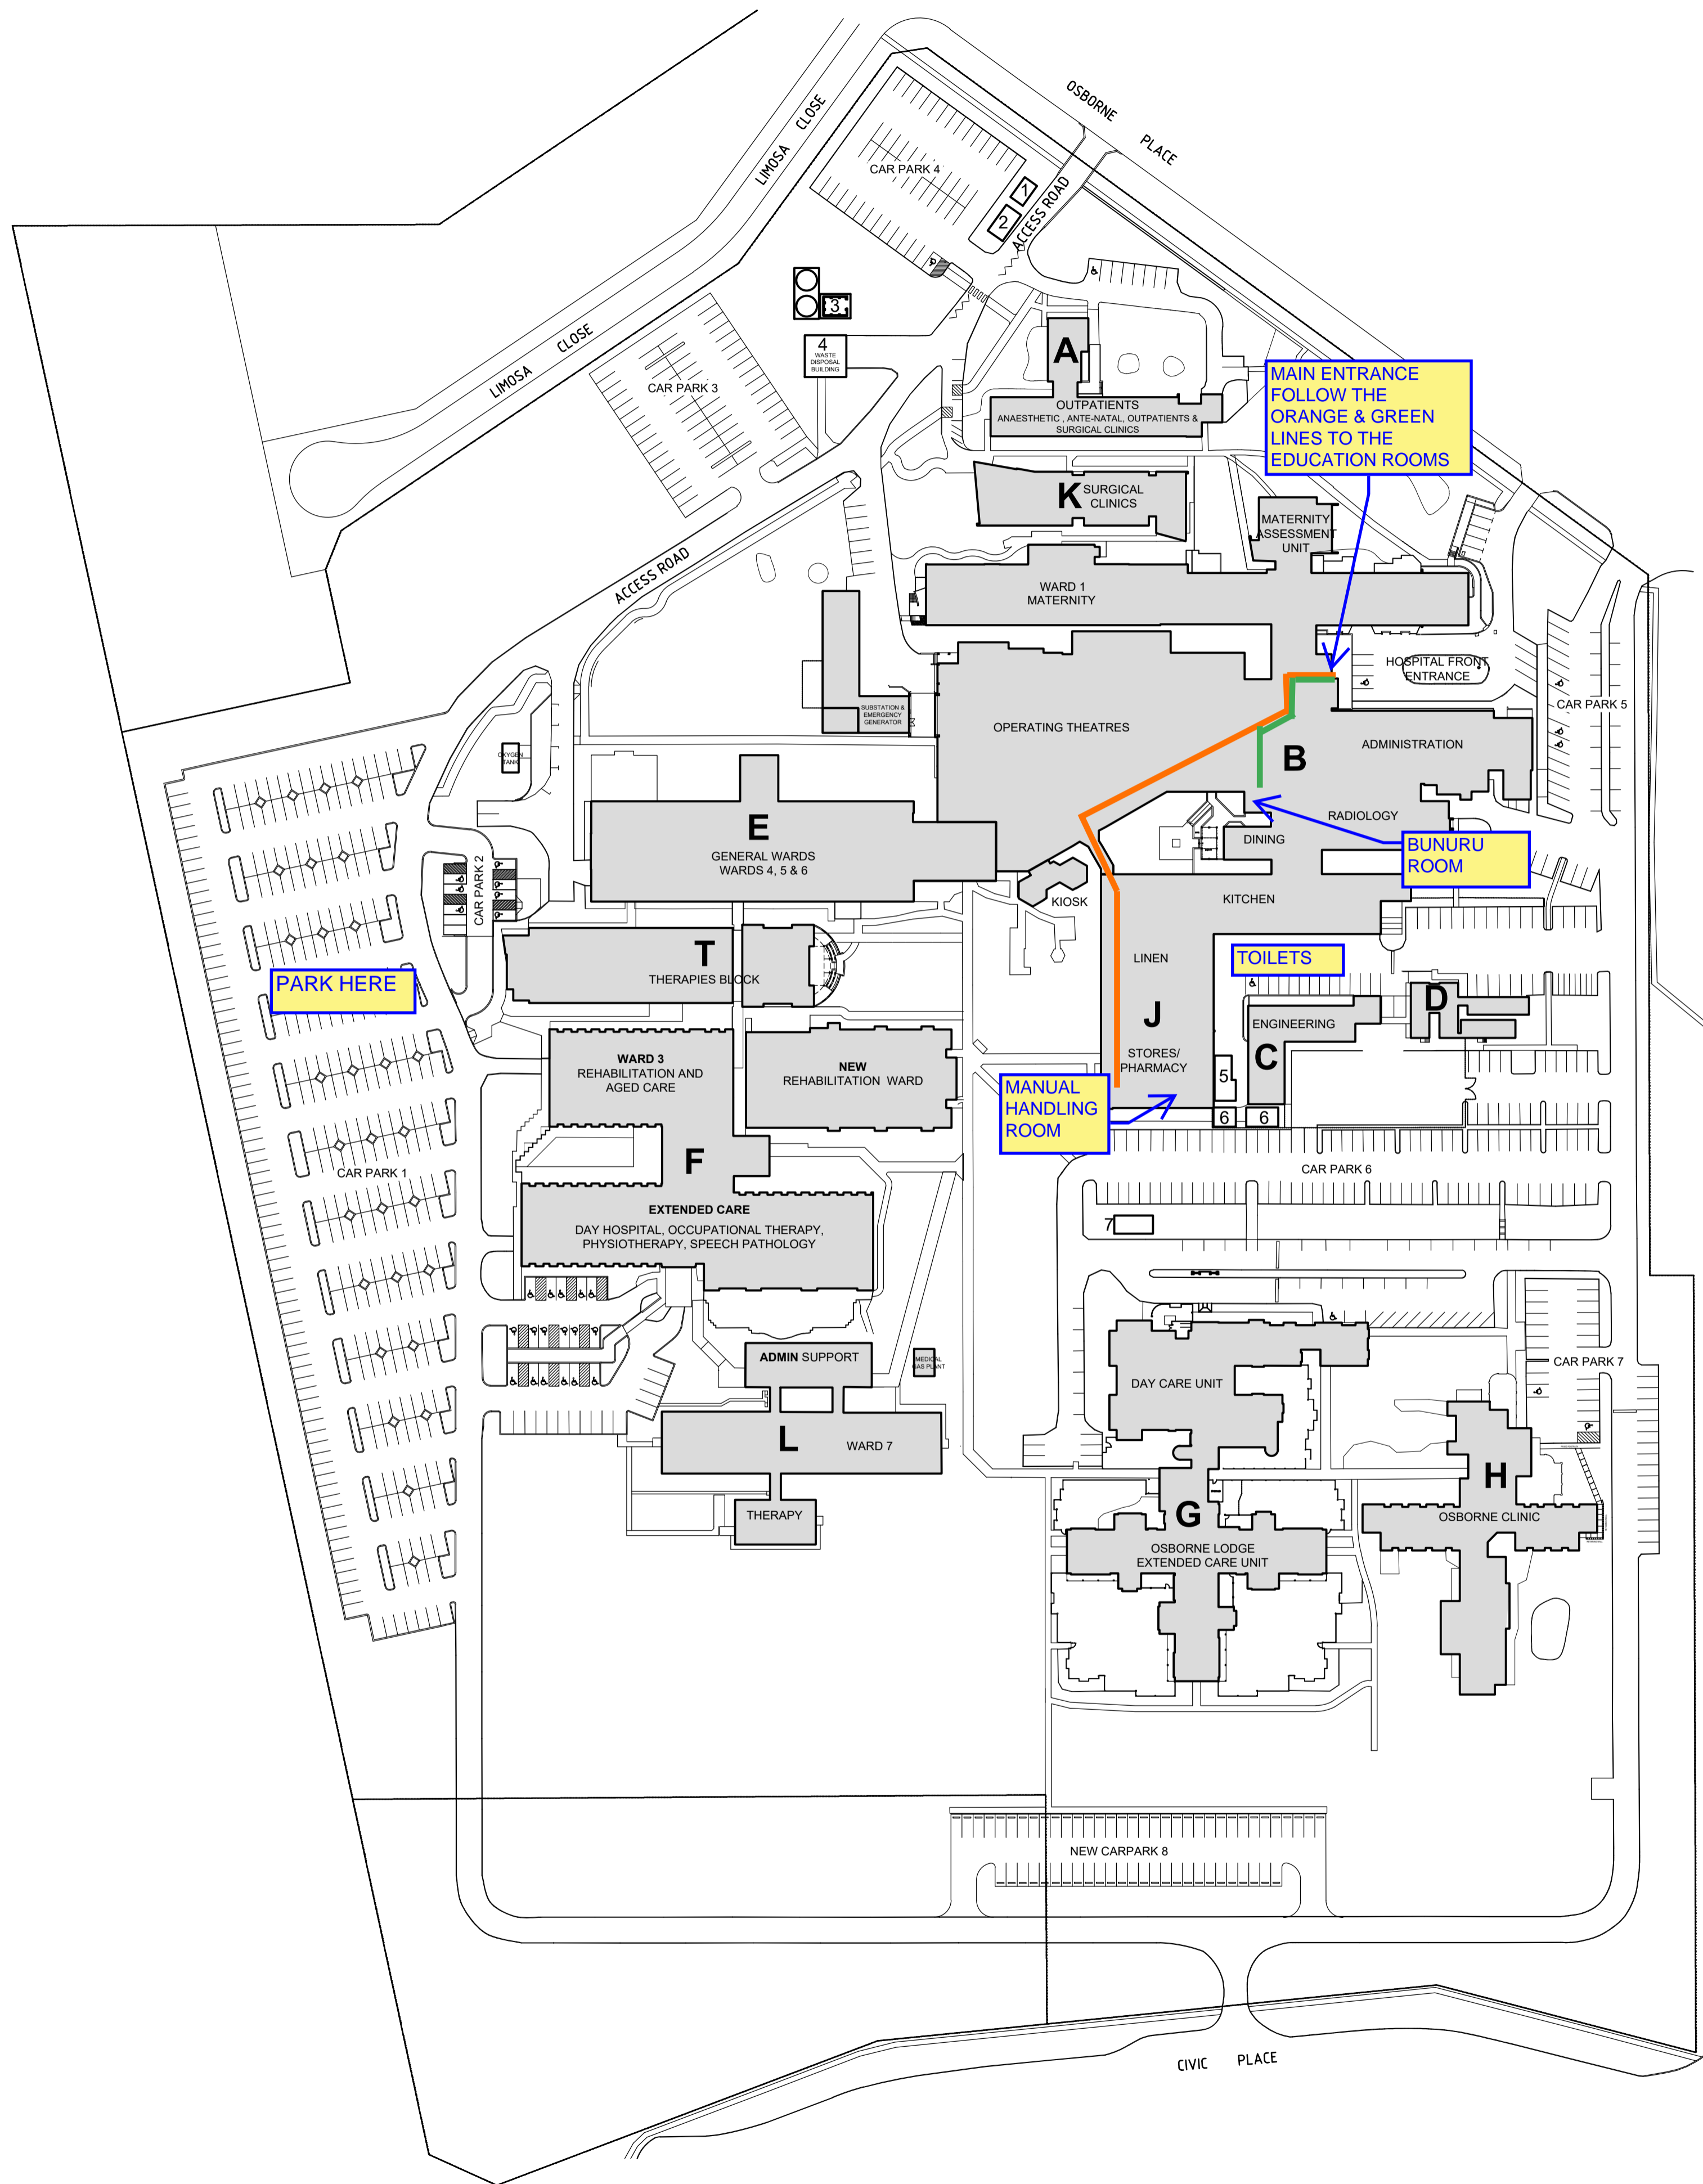 OSBORNE
PLACE
LIMOSA CLOSE
CAR PARK 4
1
2
ACCESS ROAD
3
LIMOSA CLOSE
4
WASTE
DISPOSAL
BUILDING
CAR PARK 3
A
OUTPATIENTS
ANAESTHETIC , ANTE-NATAL, OUTPATIENTS &
SURGICAL CLINICS
MAIN ENTRANCE
FOLLOW THE
ORANGE & GREEN
LINES TO THE
EDUCATION ROOMS
K
SURGICAL
CLINICS
MATERNITY
ASSESSMENT
UNIT
ACCESS ROAD
WARD 1
MATERNITY
HOSPITAL FRONT
ENTRANCE
CAR PARK 5
SUBSTATION &
EMERGENCY
GENERATOR
OPERATING THEATRES
ADMINISTRATION
B
OXYGEN
TANK
RADIOLOGY
E
GENERAL WARDS
WARDS 4, 5 & 6
DINING
BUNURU
ROOM
CAR PARK 2
KIOSK
KITCHEN
T
THERAPIES BLOCK
LINEN
TOILETS
PARK HERE
J
D
ENGINEERING
C
STORES/
PHARMACY
WARD 3
REHABILITATION AND
AGED CARE
NEW
REHABILITATION WARD
5
MANUAL
HANDLING
ROOM
6
6
CAR PARK 1
F
CAR PARK 6
EXTENDED CARE
DAY HOSPITAL, OCCUPATIONAL THERAPY,
PHYSIOTHERAPY, SPEECH PATHOLOGY
7
ADMIN SUPPORT
MEDICAL
GAS PLANT
CAR PARK 7
DAY CARE UNIT
L
WARD 7
H
THERAPY
G
OSBORNE CLINIC
OSBORNE LODGE
EXTENDED CARE UNIT
NEW CARPARK 8
CIVIC PLACE